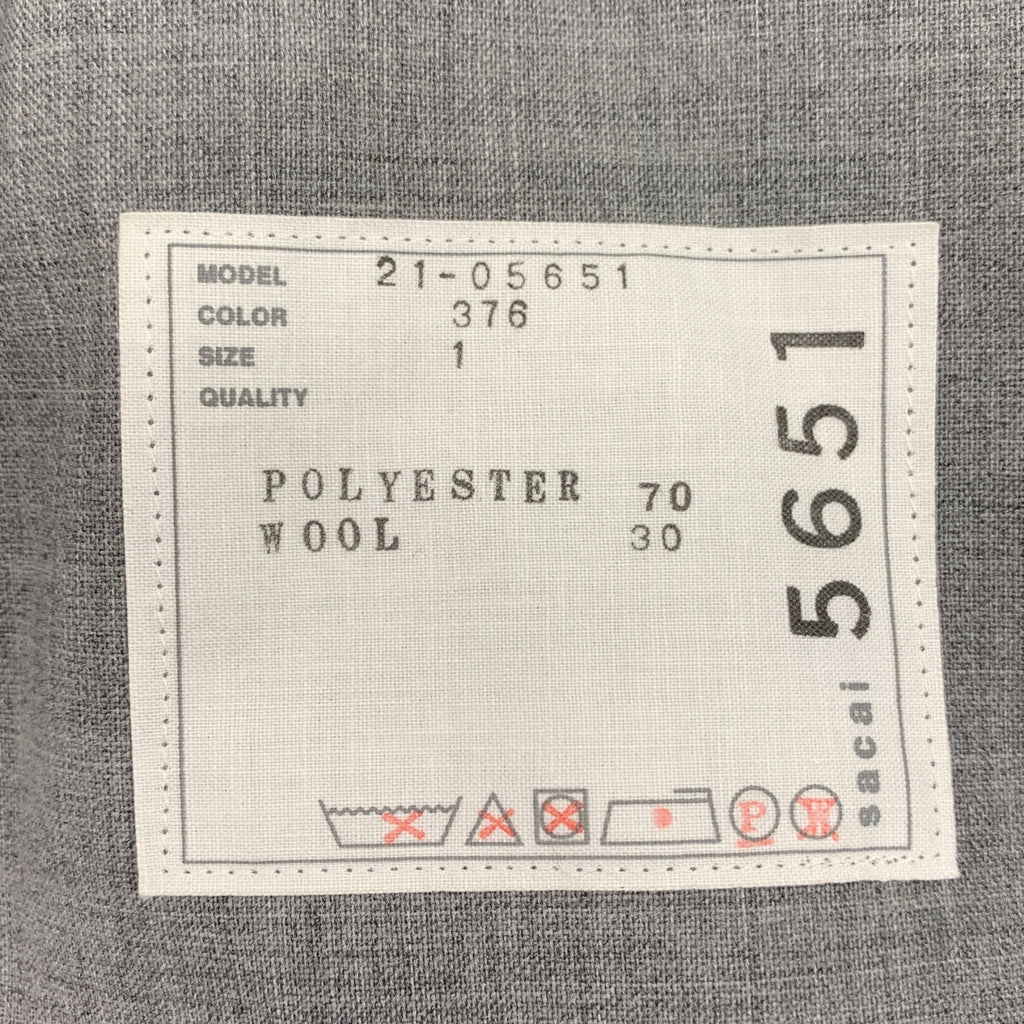 MODEL 21-05651
COLOR 376
SIZE 1
QUALITY
POLYESTER 70
WOOL 30
sacai 5651
P W